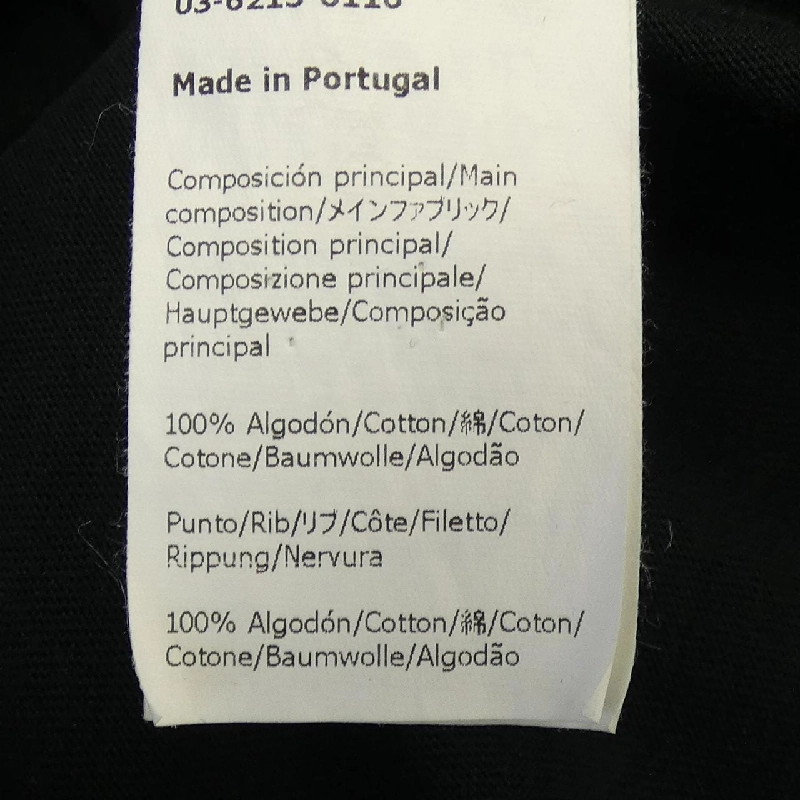 Made in Portugal
Composición principal/Main
composition/メインファブリック/
Composition principal/
Composizione principale/
Hauptgewebe/Composição
principal
100% Algodón/Cotton/綿/Coton/
Cotone/Baumwolle/Algodão
Punto/Rib/リブ/Côte/Filetto/
Rippung/Nervura
100% Algodón/Cotton/綿/Coton/
Cotone/Baumwolle/Algodão